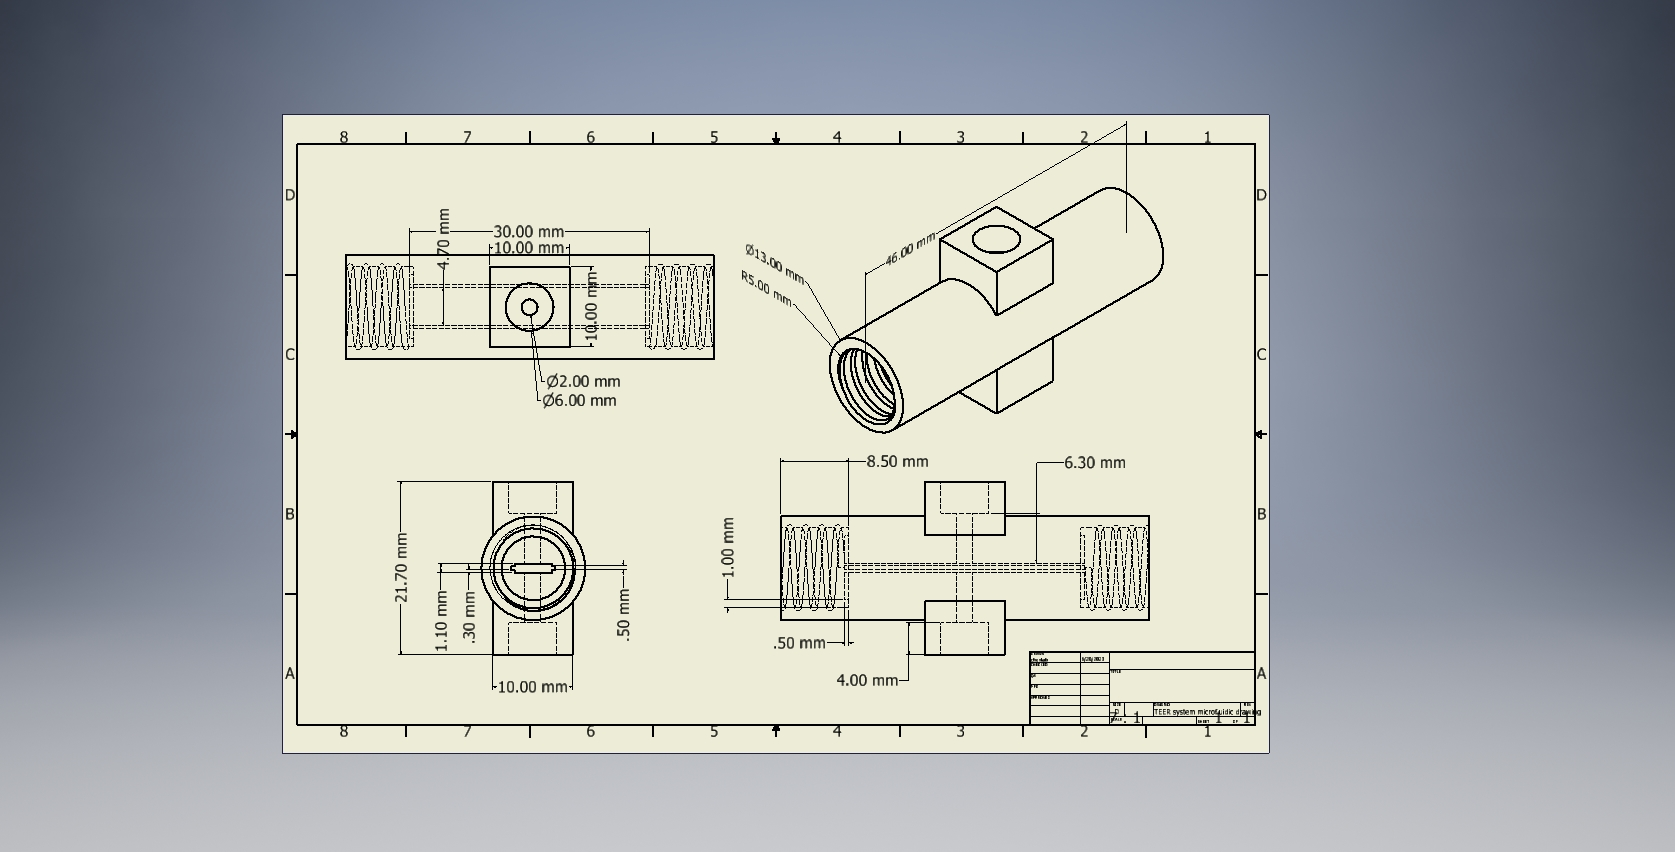 8 7 6 5 4 3 2 1
D D
30.00 mm
10.00 mm
4.70 mm
10.00 mm
Ø2.00 mm
Ø6.00 mm
46.00 mm
Ø13.00 mm
R5.00 mm
C C
8.50 mm
6.30 mm
B B
21.70 mm
1.10 mm
.30 mm
.50 mm
10.00 mm
1.00 mm
.50 mm
4.00 mm
A A
TITLE
TEER system microfluidic drawing
8 7 6 5 4 3 2 1